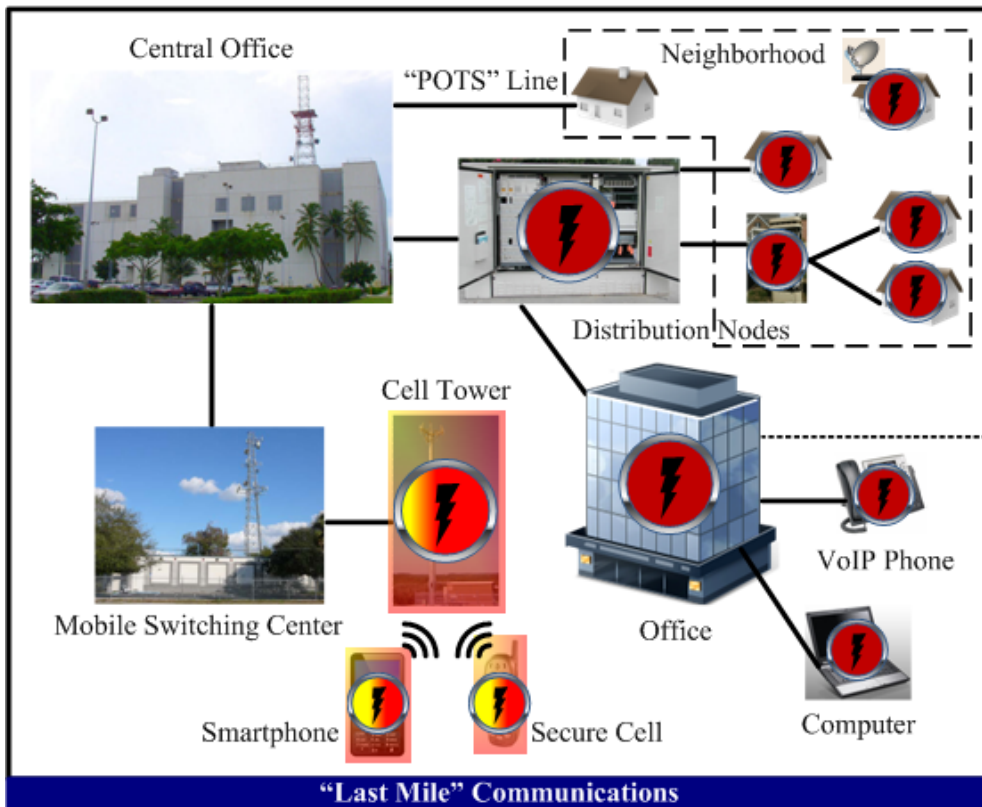 Central Office
Neighborhood
“POTS” Line
Distribution Nodes
Cell Tower
VoIP Phone
Mobile Switching Center
Office
Smartphone
Secure Cell
Computer
“Last Mile” Communications